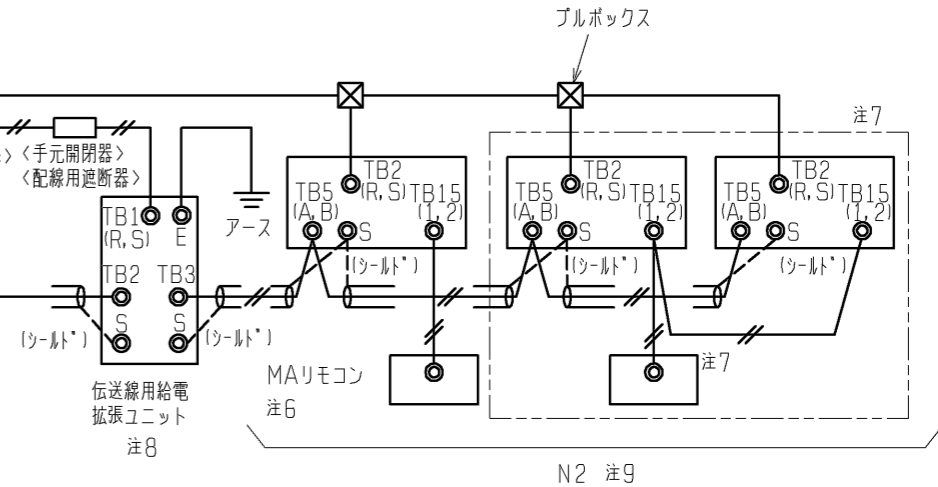 プルボックス
注7
〉〈手元開閉器〉
〈配線用遮断器〉
アース
TB1
(R,S)
E
TB2
TB3
S
S
(シールド)
(シールド)
伝送線用給電
拡張ユニット
注8
TB2
(R,S)
TB5
(A,B)
S
TB15
(1,2)
(シールド)
MAリモコン
注6
TB2
(R,S)
TB5
(A,B)
S
TB15
(1,2)
(シールド)
注7
TB2
(R,S)
TB5
(A,B)
S
TB15
(1,2)
(シールド)
N2 注9